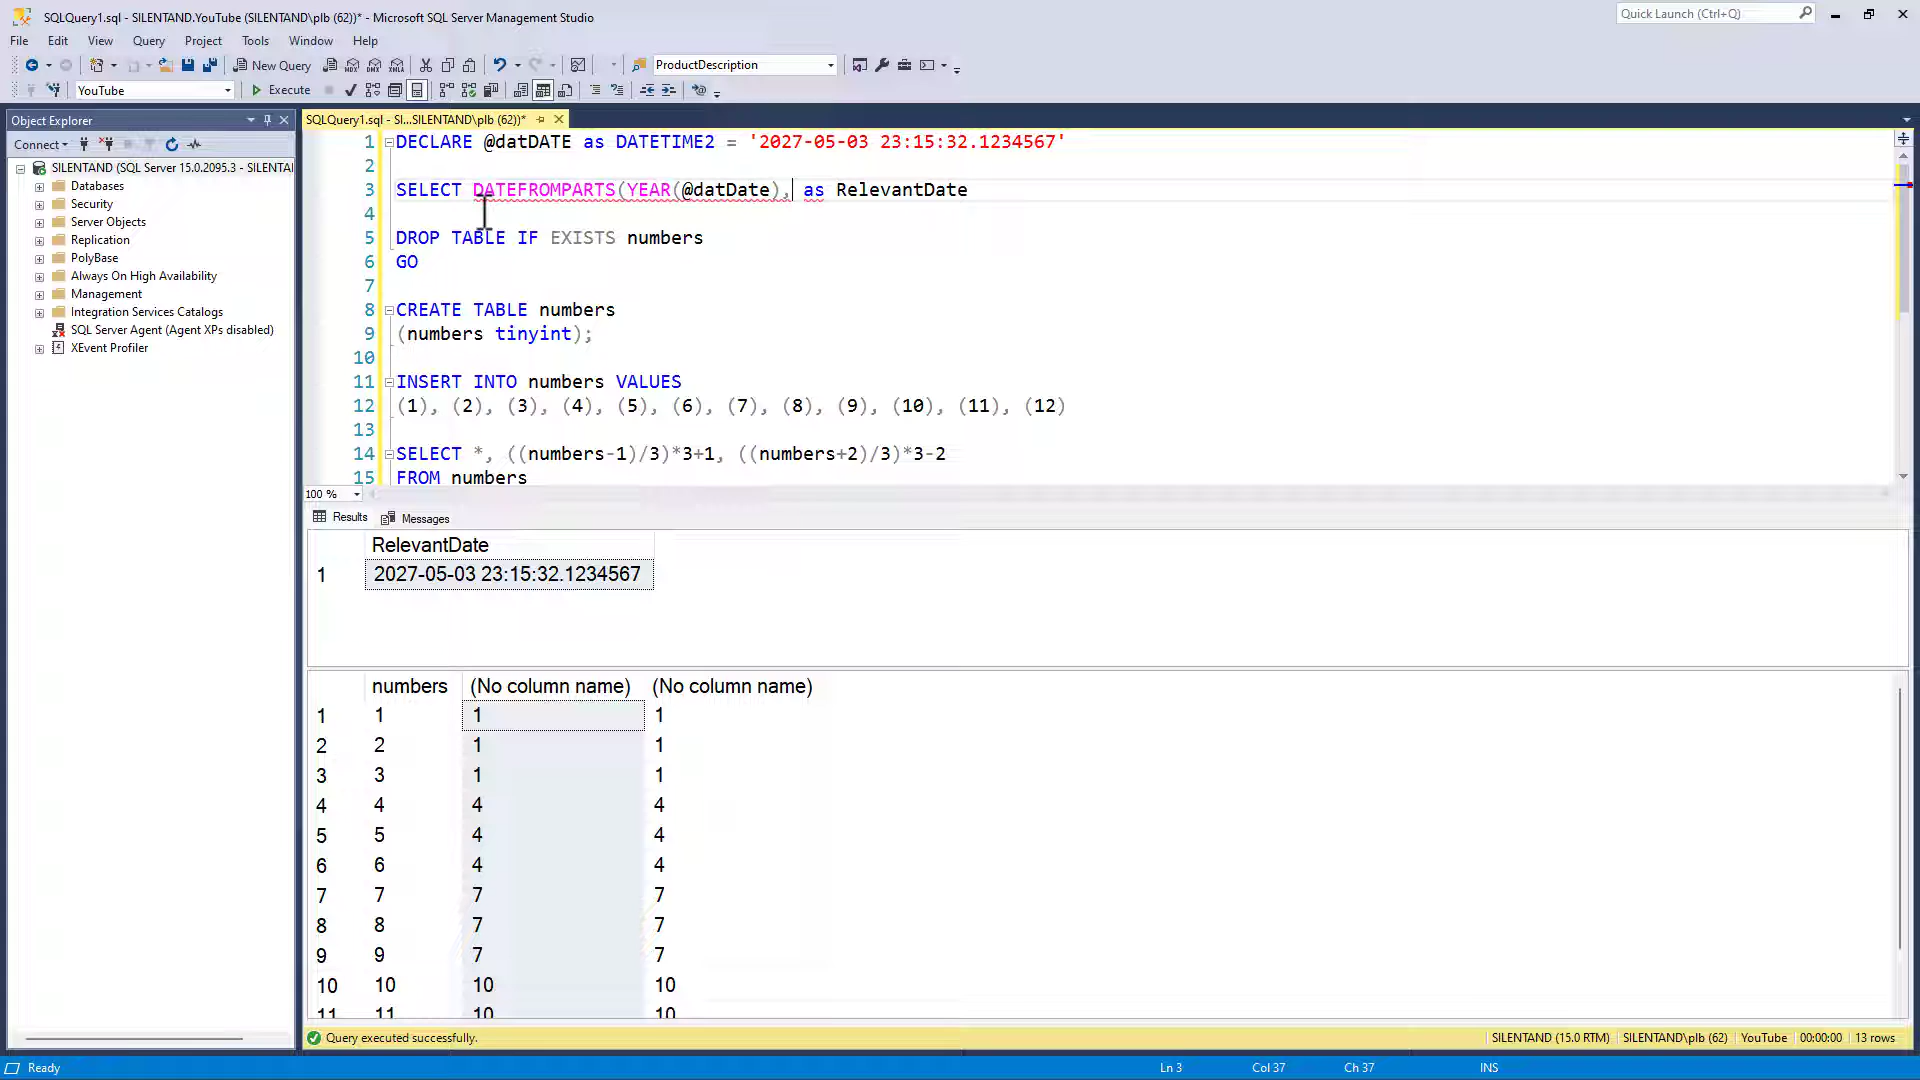 SQLQuery1.sql - SILENTAND.YouTube (SILENTAND\plb (62))* - Microsoft SQL Server Management Studio
Quick Launch (Ctrl+Q)
File Edit View Query Project Tools Window Help
New Query
ProductDescription
YouTube
Execute
Object Explorer
Connect
SILENTAND (SQL Server 15.0.2095.3 - SILENTAI
Databases
Security
Server Objects
Replication
PolyBase
Always On High Availability
Management
Integration Services Catalogs
SQL Server Agent (Agent XPs disabled)
XEvent Profiler
SQLQuery1.sql - SI...SILENTAND\plb (62))*
1 DECLARE @datDATE as DATETIME2 = '2027-05-03 23:15:32.1234567'
2
3 SELECT DATEFROMPARTS(YEAR(@datDate), as RelevantDate
4
5 DROP TABLE IF EXISTS numbers
6 GO
7
8 CREATE TABLE numbers
9 (numbers tinyint);
10
11 INSERT INTO numbers VALUES
12 (1), (2), (3), (4), (5), (6), (7), (8), (9), (10), (11), (12)
13
14 SELECT *, ((numbers-1)/3)*3+1, ((numbers+2)/3)*3-2
15 FROM numbers
100 %
Results Messages
RelevantDate
1 2027-05-03 23:15:32.1234567
numbers (No column name) (No column name)
1 1 1 1
2 2 1 1
3 3 1 1
4 4 4 4
5 5 4 4
6 6 4 4
7 7 7 7
8 8 7 7
9 9 7 7
10 10 10 10
11 11 10 10
Query executed successfully.
SILENTAND (15.0 RTM) SILENTAND\plb (62) YouTube 00:00:00 13 rows
Ready
Ln 3 Col 37 Ch 37 INS